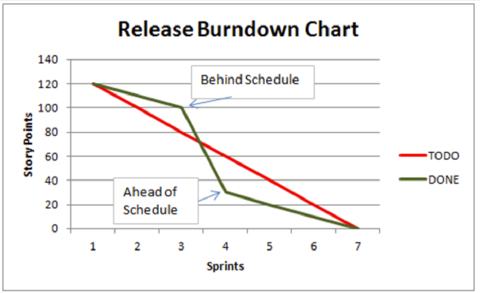 Release Burndown Chart
140
120
100
80
60
40
20
0
Story Points
Behind Schedule
Ahead of
Schedule
1 2 3 4 5 6 7
Sprints
TODO
DONE